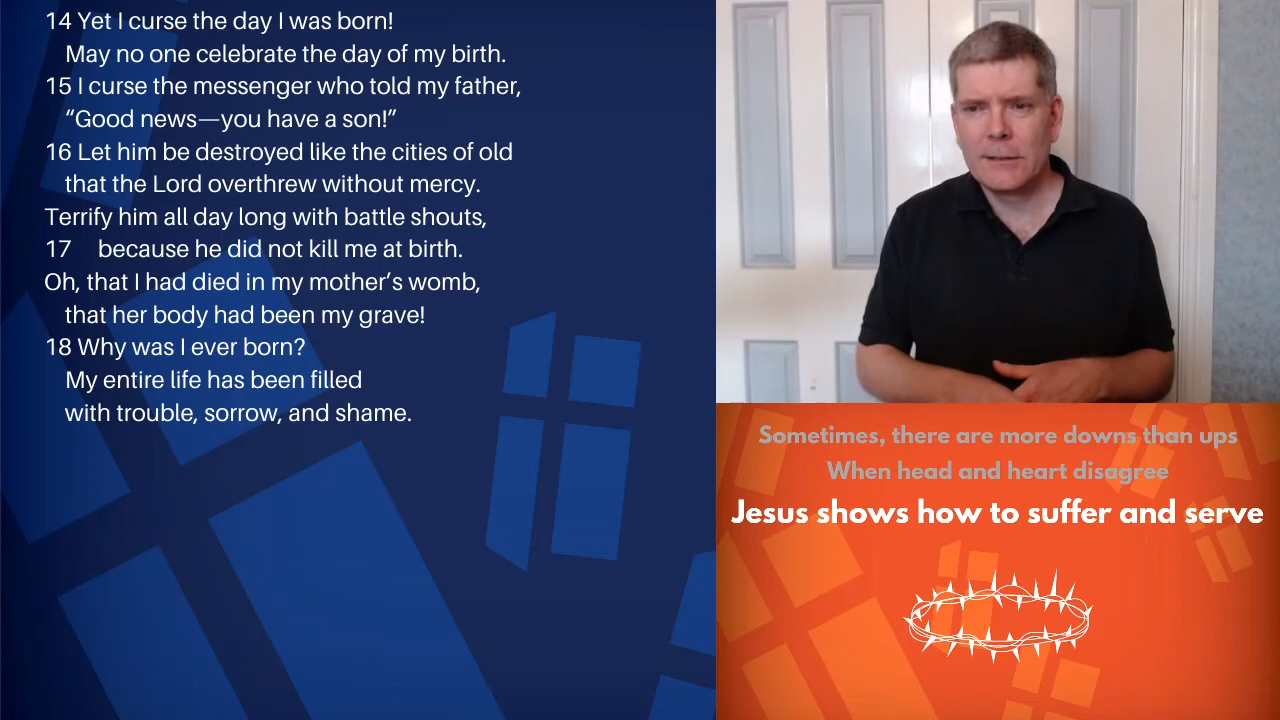 14 Yet I curse the day I was born!
May no one celebrate the day of my birth.
15 I curse the messenger who told my father,
“Good news—you have a son!”
16 Let him be destroyed like the cities of old
that the Lord overthrew without mercy.
Terrify him all day long with battle shouts,
17 because he did not kill me at birth.
Oh, that I had died in my mother’s womb,
that her body had been my grave!
18 Why was I ever born?
My entire life has been filled
with trouble, sorrow, and shame.
Sometimes, there are more downs than ups
When head and heart disagree
Jesus shows how to suffer and serve